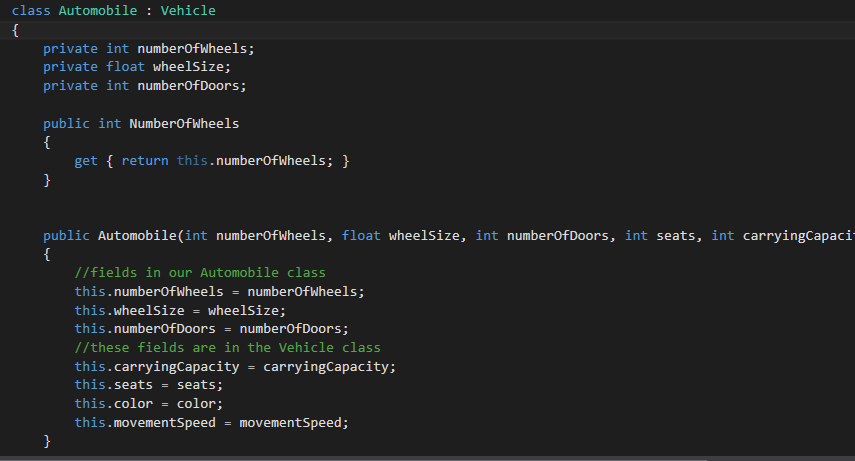 class Automobile : Vehicle
{
    private int numberOfWheels;
    private float wheelSize;
    private int numberOfDoors;
    public int NumberOfWheels
    {
        get { return this.numberOfWheels; }
    }
    public Automobile(int numberOfWheels, float wheelSize, int numberOfDoors, int seats, int carryingCapaci
    {
        //fields in our Automobile class
        this.numberOfWheels = numberOfWheels;
        this.wheelSize = wheelSize;
        this.numberOfDoors = numberOfDoors;
        //these fields are in the Vehicle class
        this.carryingCapacity = carryingCapacity;
        this.seats = seats;
        this.color = color;
        this.movementSpeed = movementSpeed;
    }